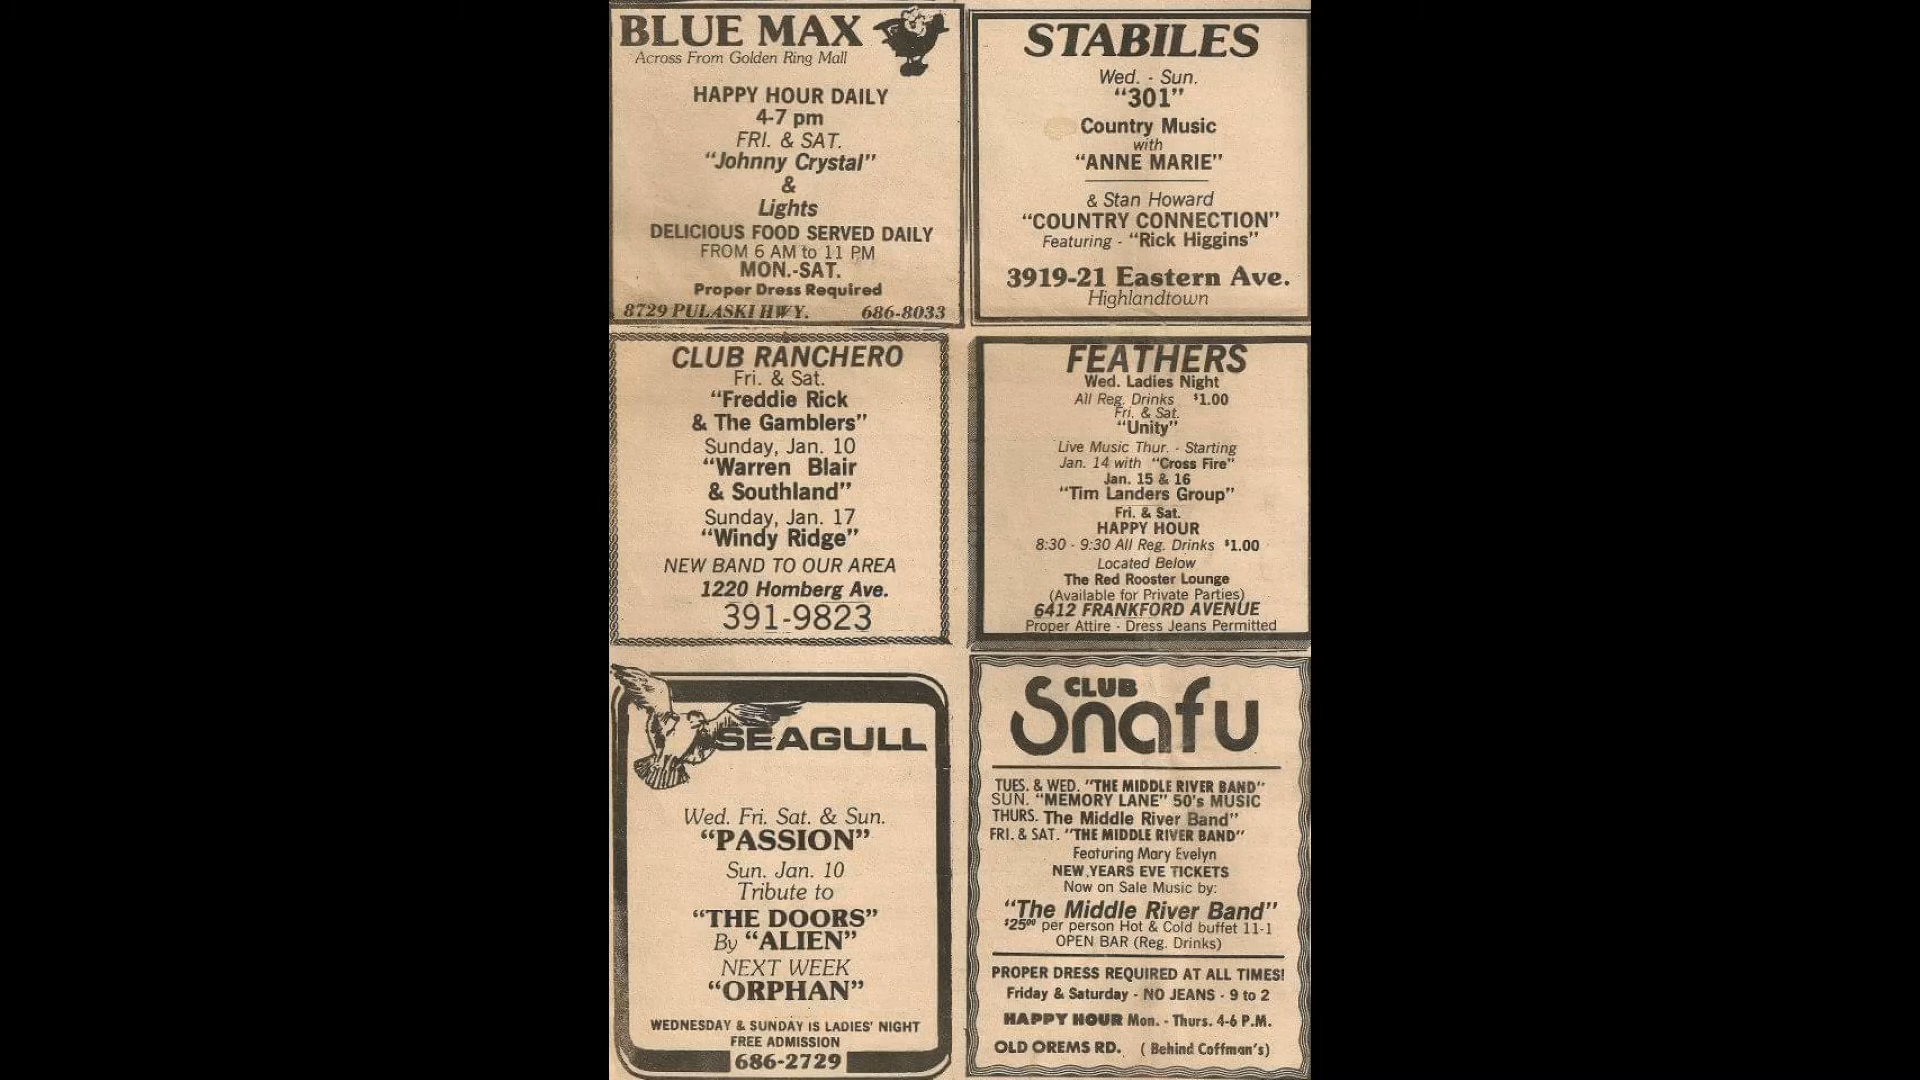 BLUE MAX
Across From Golden Ring Mall
HAPPY HOUR DAILY
4-7 pm
FRI. & SAT.
"Johnny Crystal"
&
Lights
DELICIOUS FOOD SERVED DAILY
FROM 6 AM to 11 PM
MON.-SAT.
Proper Dress Required
8729 PULASKI HWY. 686-8033
STABILES
Wed. - Sun.
"301"
Country Music
with
"ANNE MARIE"
& Stan Howard
"COUNTRY CONNECTION"
Featuring - "Rick Higgins"
3919-21 Eastern Ave.
Highlandtown
CLUB RANCHERO
Fri. & Sat.
"Freddie Rick
& The Gamblers"
Sunday, Jan. 10
"Warren Blair
& Southland"
Sunday, Jan. 17
"Windy Ridge"
NEW BAND TO OUR AREA
1220 Homberg Ave.
391-9823
FEATHERS
Wed. Ladies Night
All Reg. Drinks $1.00
Fri. & Sat.
"Unity"
Live Music Thur. - Starting
Jan. 14 with "Cross Fire"
Jan. 15 & 16
"Tim Landers Group"
Fri. & Sat.
HAPPY HOUR
8:30 - 9:30 All Reg. Drinks $1.00
Located Below
The Red Rooster Lounge
(Available for Private Parties)
6412 FRANKFORD AVENUE
Proper Attire - Dress Jeans Permitted
SEAGULL
Wed. Fri. Sat. & Sun.
"PASSION"
Sun. Jan. 10
Tribute to
"THE DOORS"
By "ALIEN"
NEXT WEEK
"ORPHAN"
WEDNESDAY & SUNDAY IS LADIES' NIGHT
FREE ADMISSION
686-2729
CLUB
Snafu
TUES. & WED. "THE MIDDLE RIVER BAND"
SUN. "MEMORY LANE" 50's MUSIC
THURS. The Middle River Band"
FRI. & SAT. "THE MIDDLE RIVER BAND"
Featuring Mary Evelyn
NEW YEARS EVE TICKETS
Now on Sale Music by:
"The Middle River Band"
$25⁰⁰ per person Hot & Cold buffet 11-1
OPEN BAR (Reg. Drinks)
PROPER DRESS REQUIRED AT ALL TIMES!
Friday & Saturday - NO JEANS - 9 to 2
HAPPY HOUR Mon. - Thurs. 4-6 P.M.
OLD OREMS RD. ( Behind Coffman's)